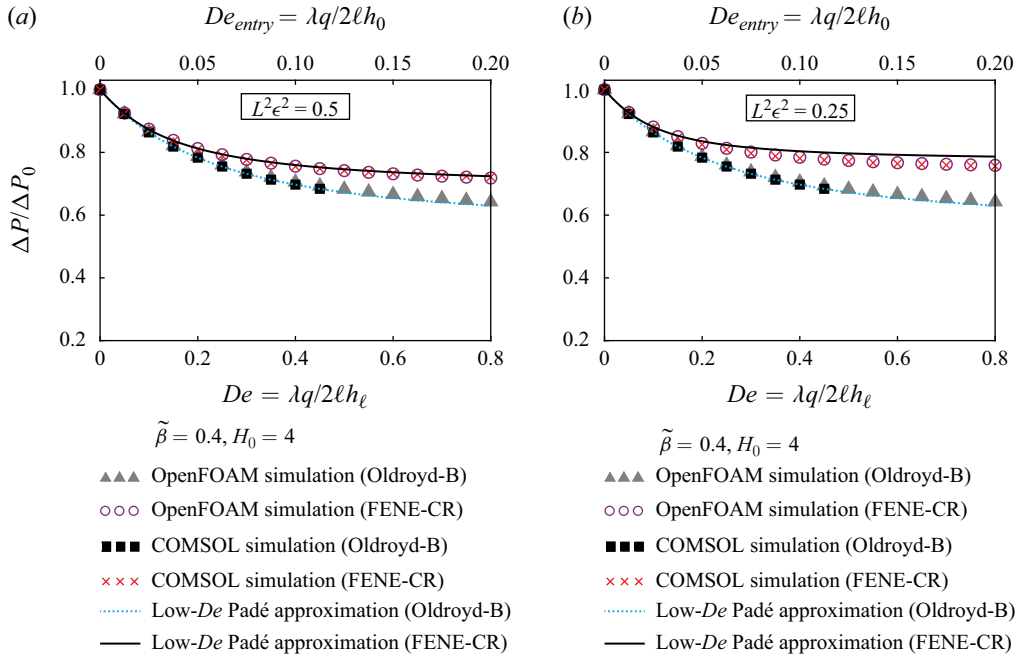 (a) De_entry = λq/2ℓh_0
0 0.05 0.10 0.15 0.20
1.0
0.8
0.6
0.4
0.2
ΔP/ΔP_0
L²ϵ² = 0.5
0 0.2 0.4 0.6 0.8
De = λq/2ℓh_ℓ
β̃ = 0.4, H_0 = 4
OpenFOAM simulation (Oldroyd-B)
OpenFOAM simulation (FENE-CR)
COMSOL simulation (Oldroyd-B)
COMSOL simulation (FENE-CR)
Low-De Padé approximation (Oldroyd-B)
Low-De Padé approximation (FENE-CR)
(b) De_entry = λq/2ℓh_0
0 0.05 0.10 0.15 0.20
1.0
0.8
0.6
0.4
0.2
L²ϵ² = 0.25
0 0.2 0.4 0.6 0.8
De = λq/2ℓh_ℓ
β̃ = 0.4, H_0 = 4
OpenFOAM simulation (Oldroyd-B)
OpenFOAM simulation (FENE-CR)
COMSOL simulation (Oldroyd-B)
COMSOL simulation (FENE-CR)
Low-De Padé approximation (Oldroyd-B)
Low-De Padé approximation (FENE-CR)